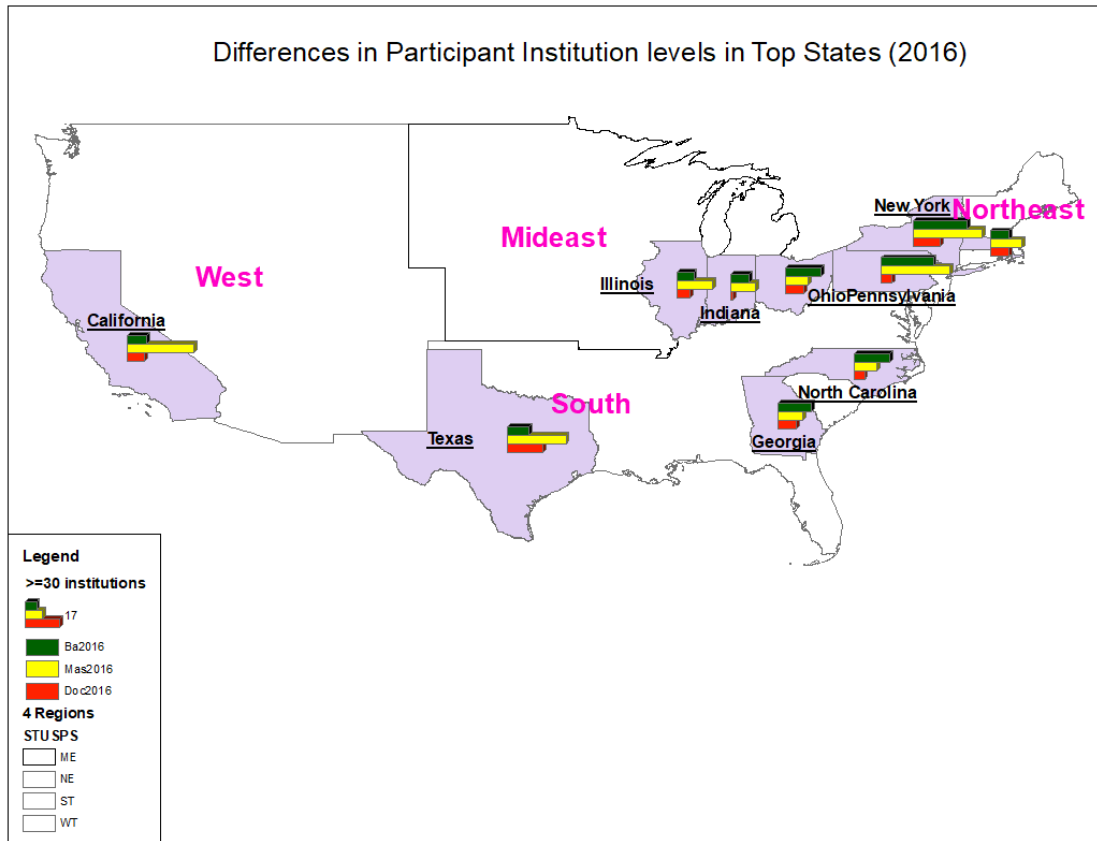 Differences in Participant Institution levels in Top States (2016)
New York
Northeast
Mideast
West
Illinois
Indiana
OhioPennsylvania
California
North Carolina
South
Texas
Georgia
Legend
>=30 institutions
17
Ba2016
Mas2016
Doc2016
4 Regions
STUSPS
ME
NE
ST
WT